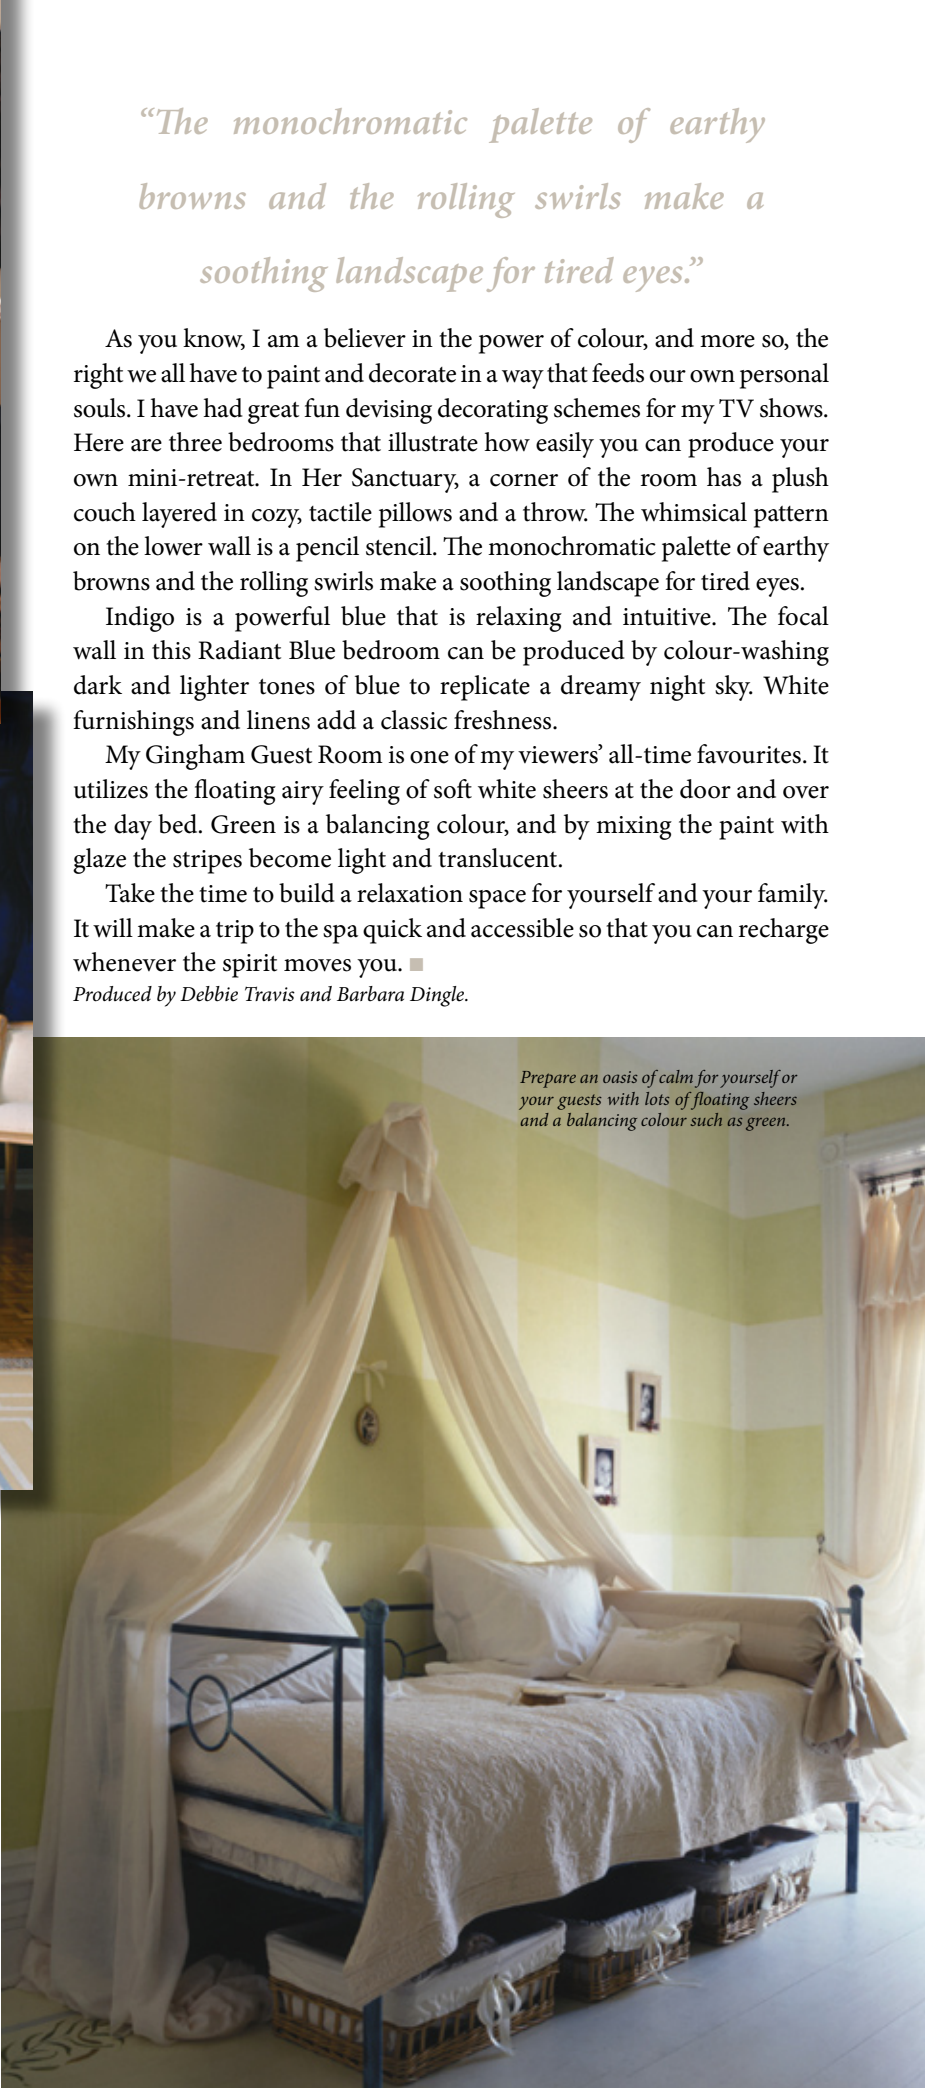 “The monochromatic palette of earthy
browns and the rolling swirls make a
soothing landscape for tired eyes.”
As you know, I am a believer in the power of colour, and more so, the
right we all have to paint and decorate in a way that feeds our own personal
souls. I have had great fun devising decorating schemes for my TV shows.
Here are three bedrooms that illustrate how easily you can produce your
own mini-retreat. In Her Sanctuary, a corner of the room has a plush
couch layered in cozy, tactile pillows and a throw. The whimsical pattern
on the lower wall is a pencil stencil. The monochromatic palette of earthy
browns and the rolling swirls make a soothing landscape for tired eyes.
Indigo is a powerful blue that is relaxing and intuitive. The focal
wall in this Radiant Blue bedroom can be produced by colour-washing
dark and lighter tones of blue to replicate a dreamy night sky. White
furnishings and linens add a classic freshness.
My Gingham Guest Room is one of my viewers’ all-time favourites. It
utilizes the floating airy feeling of soft white sheers at the door and over
the day bed. Green is a balancing colour, and by mixing the paint with
glaze the stripes become light and translucent.
Take the time to build a relaxation space for yourself and your family.
It will make a trip to the spa quick and accessible so that you can recharge
whenever the spirit moves you. ■
Produced by Debbie Travis and Barbara Dingle.
Prepare an oasis of calm for yourself or
your guests with lots of floating sheers
and a balancing colour such as green.